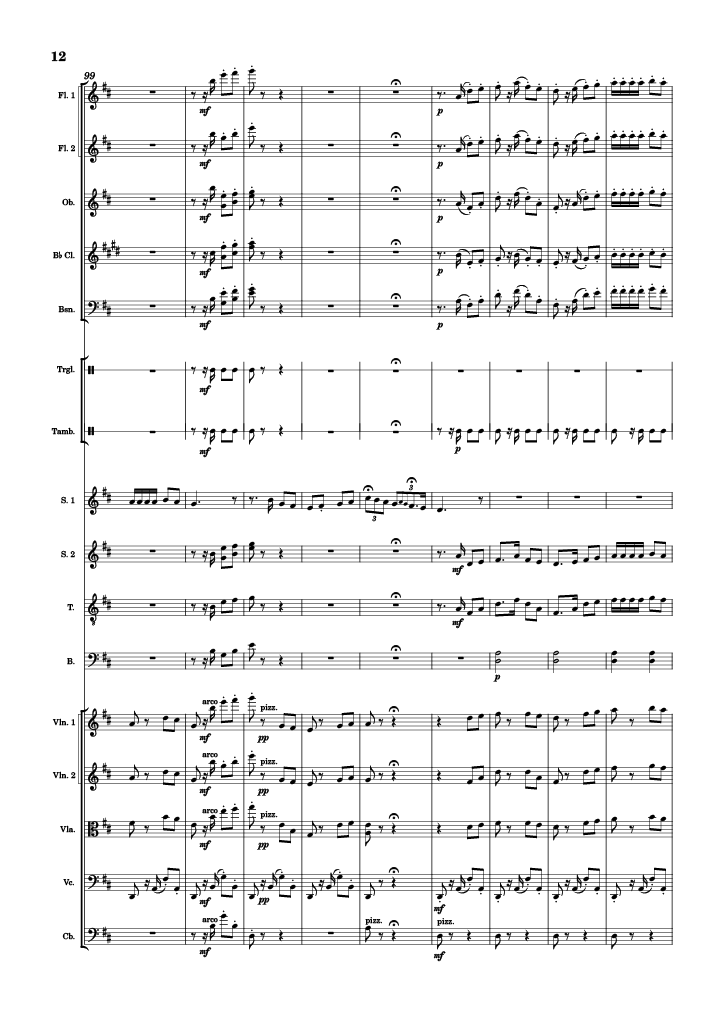 12
99
Fl. 1
mf
p
Fl. 2
mf
p
Ob.
mf
p
B♭ Cl.
mf
p
Bsn.
mf
p
Trgl.
mf
Tamb.
mf
p
S. 1
3
3
S. 2
mf
T.
8
mf
B.
p
arco
pizz.
Vln. 1
mf
pp
arco
pizz.
Vln. 2
mf
pp
arco
pizz.
Vla.
mf
pp
Vc.
mf
pp
mf
arco
pizz.
pizz.
Cb.
mf
mf